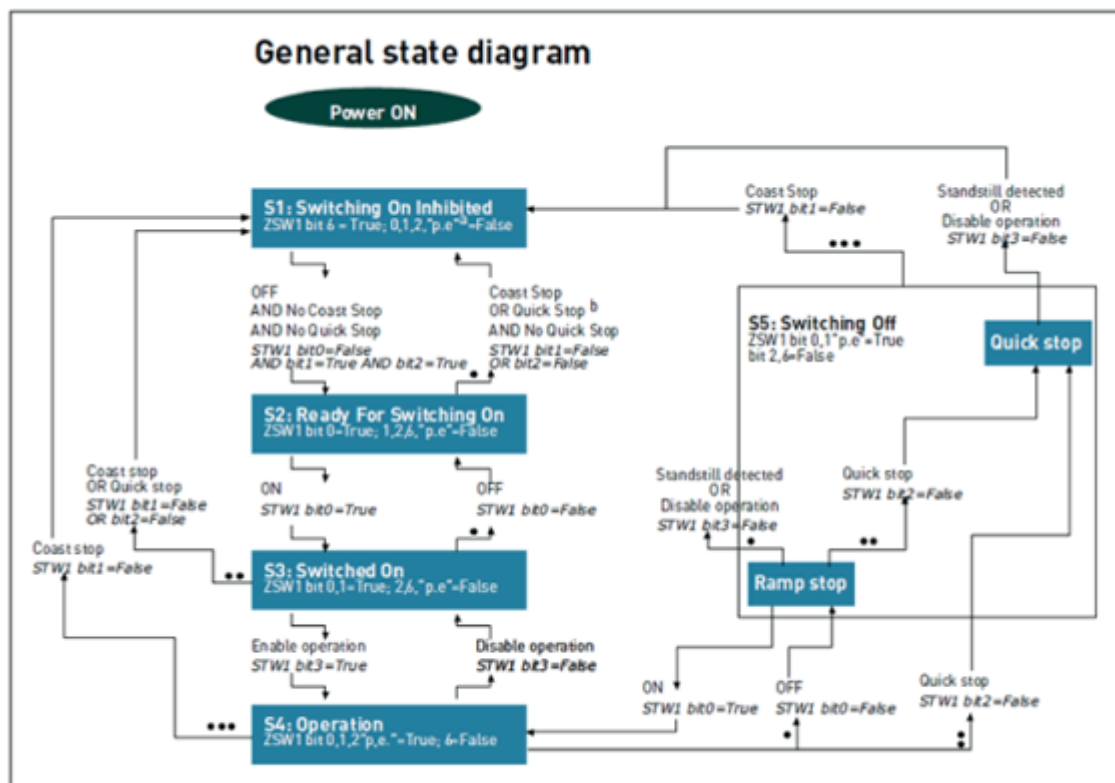 General state diagram
Power ON
S1: Switching On Inhibited
ZSW1 bit 6 = True; 0,1,2,"p.e"a=False
OFF
AND No Coast Stop
AND No Quick Stop
STW1 bit0=False
AND bit1=True AND bit2=True
Coast Stop
OR Quick Stop b
AND No Quick Stop
STW1 bit1=False
OR bit2=False
S2: Ready For Switching On
ZSW1 bit 0=True; 1,2,6,"p.e"=False
ON
STW1 bit0=True
OFF
STW1 bit0=False
S3: Switched On
ZSW1 bit 0,1=True; 2,6,"p.e"=False
Enable operation
STW1 bit3=True
Disable operation
STW1 bit3=False
S4: Operation
ZSW1 bit 0,1,2"p,e."=True; 6=False
Coast stop
OR Quick stop
STW1 bit1=False
OR bit2=False
Coast stop
STW1 bit1=False
Coast Stop
STW1 bit1=False
Standstill detected
OR
Disable operation
STW1 bit3=False
S5: Switching Off
ZSW1 bit 0,1"p.e"=True
bit 2,6=False
Quick stop
Standstill detected
OR
Disable operation
STW1 bit3=False
Quick stop
STW1 bit2=False
Ramp stop
ON
STW1 bit0=True
OFF
STW1 bit0=False
Quick stop
STW1 bit2=False